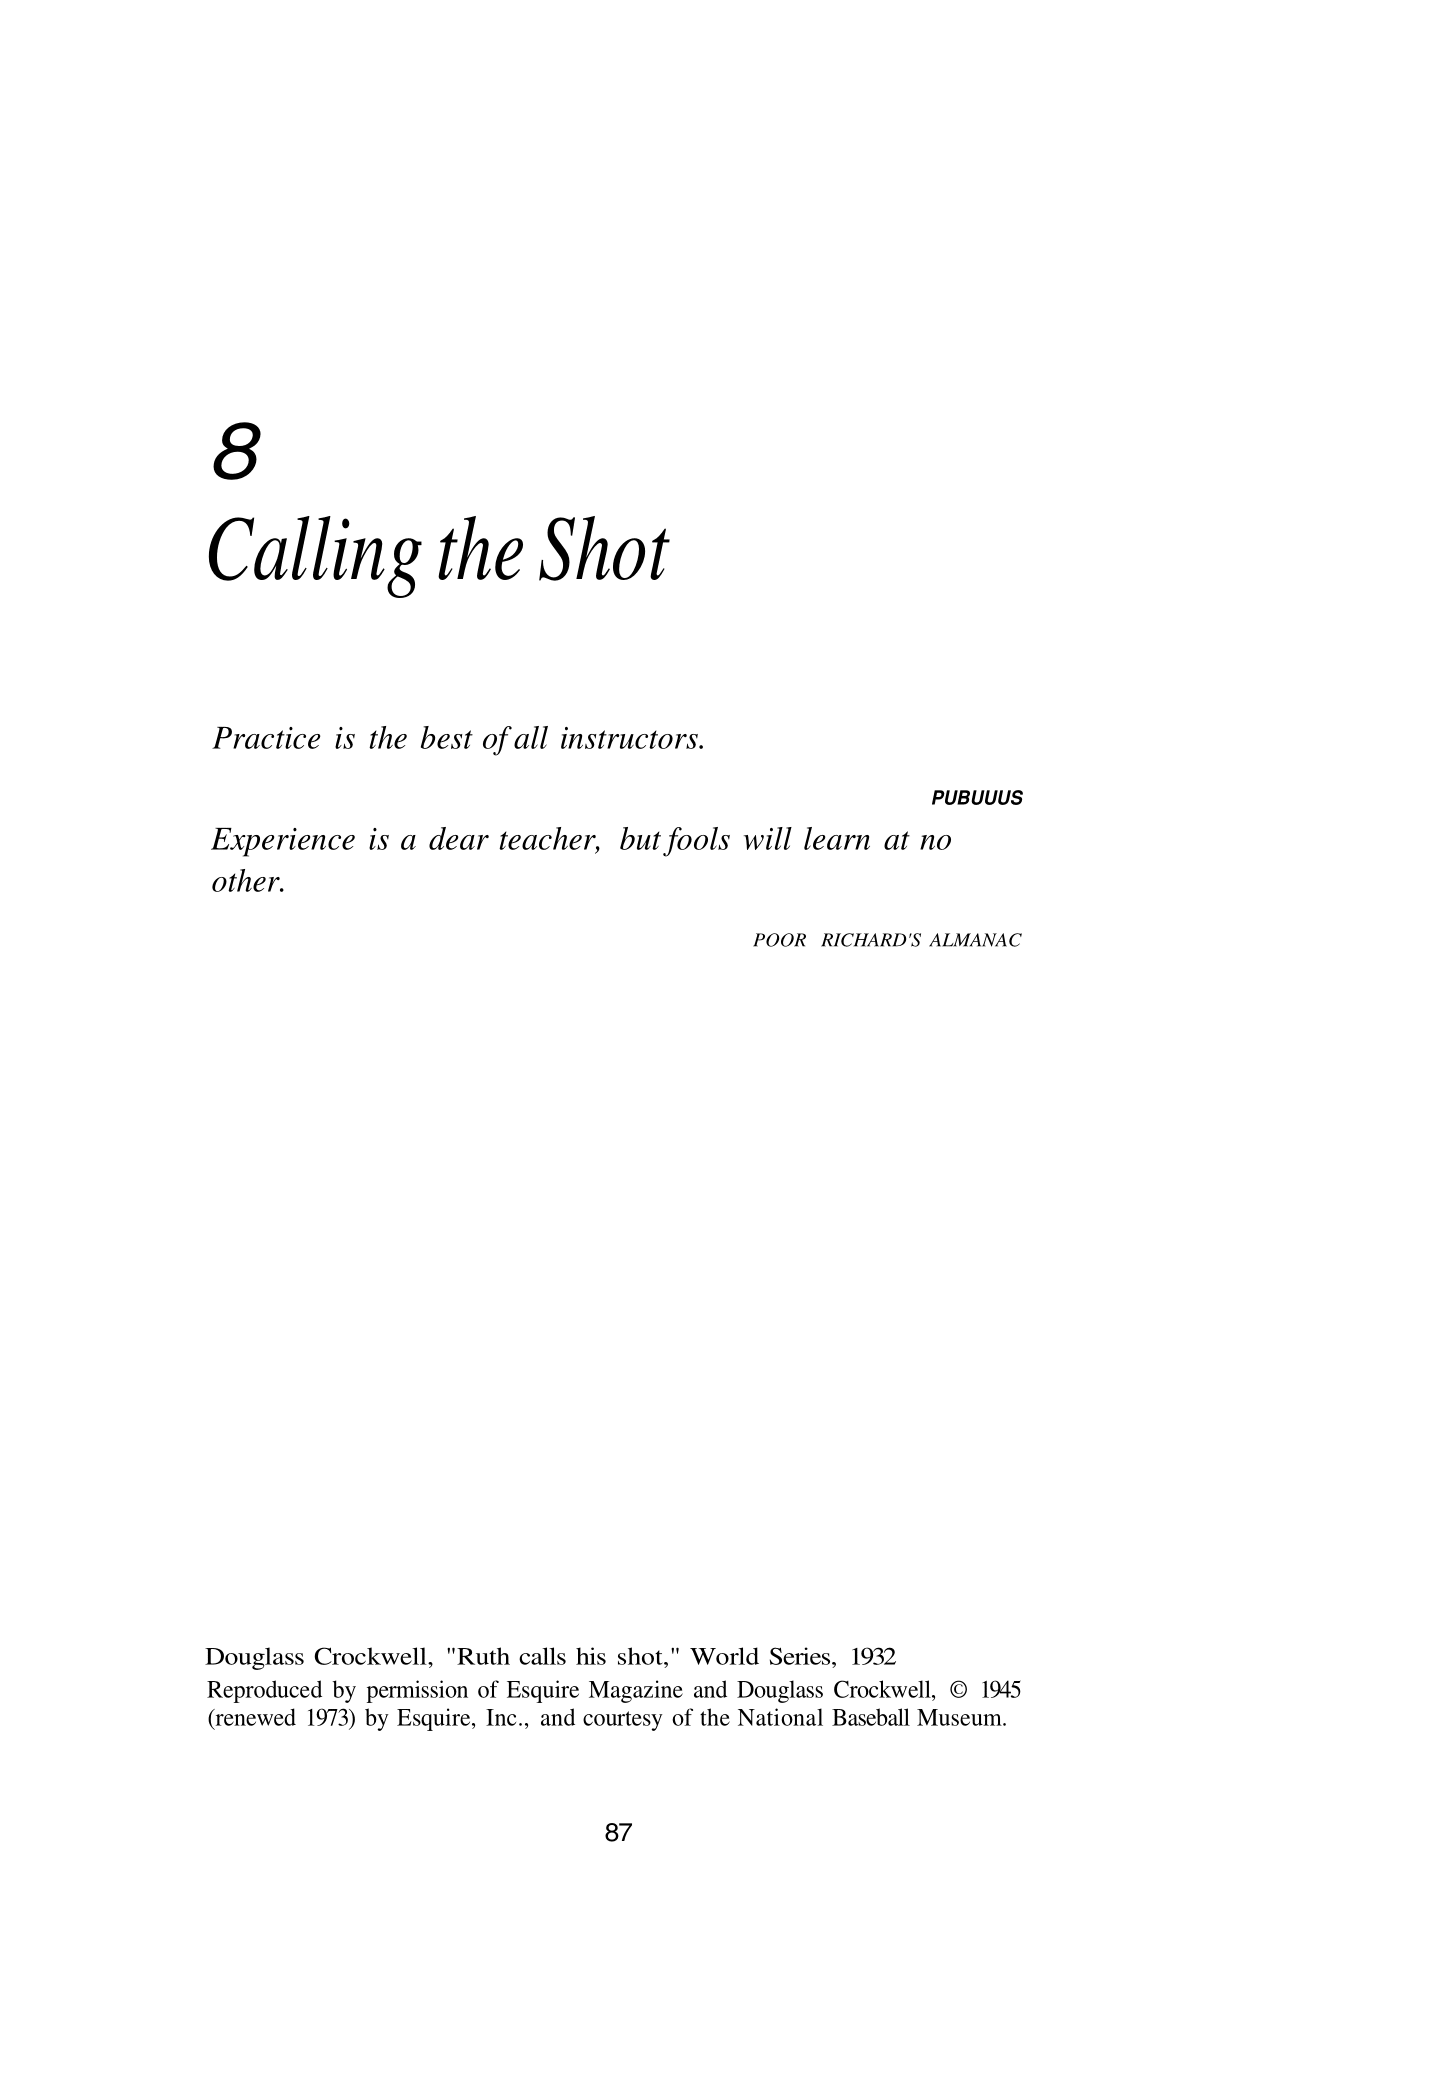 8
Calling the Shot
Practice is the best of all instructors.
PUBUUUS
Experience is a dear teacher, but fools will learn at no
other.
POOR RICHARD'S ALMANAC
Douglass Crockwell, "Ruth calls his shot," World Series, 1932
Reproduced by permission of Esquire Magazine and Douglass Crockwell, © 1945
(renewed 1973) by Esquire, Inc., and courtesy of the National Baseball Museum.
87